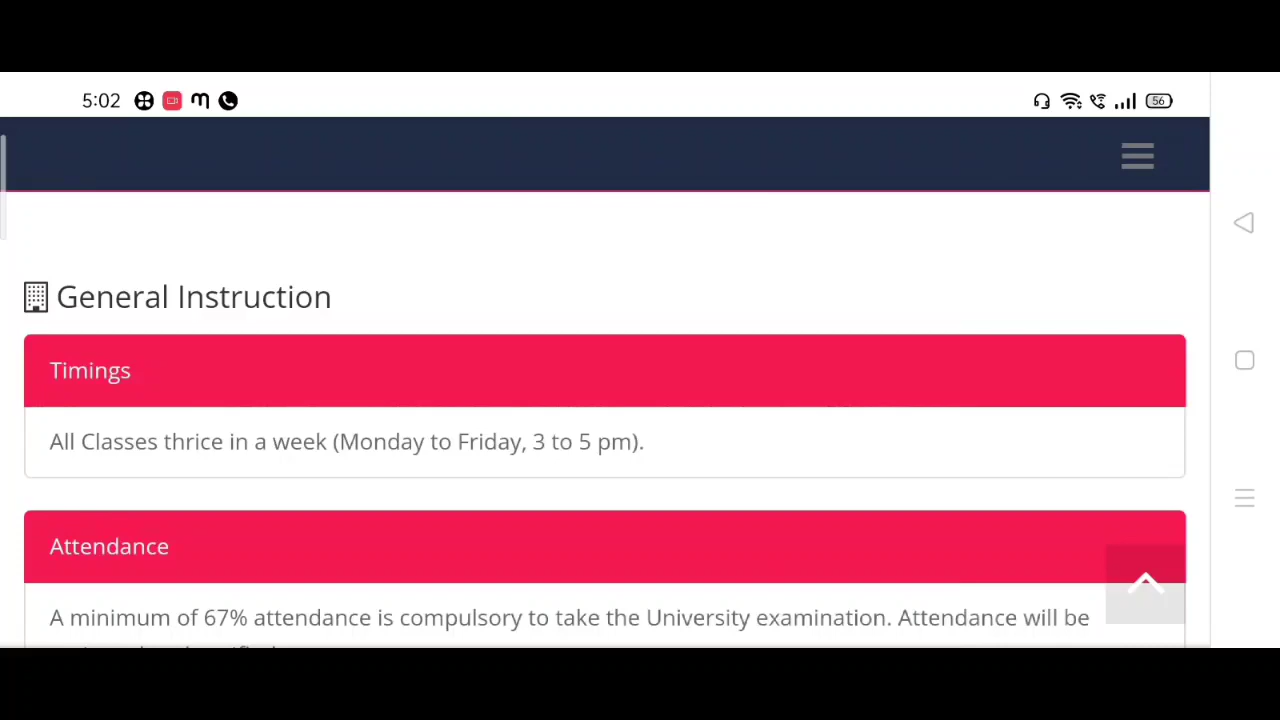 5:02
56
General Instruction
Timings
All Classes thrice in a week (Monday to Friday, 3 to 5 pm).
Attendance
A minimum of 67% attendance is compulsory to take the University examination. Attendance will be